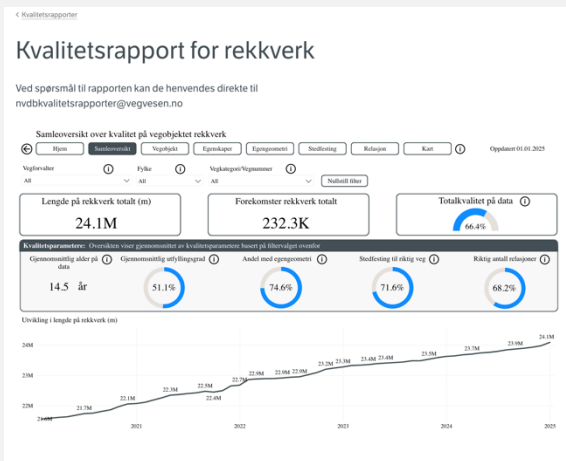 < Kvalitetsrapporter
Kvalitetsrapport for rekkverk
Ved spørsmål til rapporten kan de henvendes direkte til
nvdbkvalitetsrapporter@vegvesen.no
Samleoversikt over kvalitet på vegobjektet rekkverk
Hjem Samleoversikt Vegobjekt Egenskaper Egengeometri Stedfesting Relasjon Kart Oppdatert 01.01.2025
Vegforvalter Fylke Vegkategori/Vegnummer
All All All Nullstill filter
Lengde på rekkverk totalt (m) Forekomster rekkverk totalt Totalkvalitet på data
24.1M 232.3K 66.4%
Kvalitetsparametere: Oversikten viser gjennomsnittet av kvalitetsparametere basert på filtervalget ovenfor
Gjennomsnittlig alder på data Gjennomsnittlig utfyllingsgrad Andel med egengeometri Stedfesting til riktig veg Riktig antall relasjoner
14.5 år 51.1% 74.6% 71.6% 68.2%
Utvikling i lengde på rekkverk (m)
24M
23M
22M
21.6M 21.7M 22.1M 22.3M 22.5M 22.4M 22.7M 22.9M 22.9M 22.9M 23.2M 23.3M 23.4M 23.4M 23.5M 23.7M 23.9M 24.1M
2021 2022 2023 2024 2025